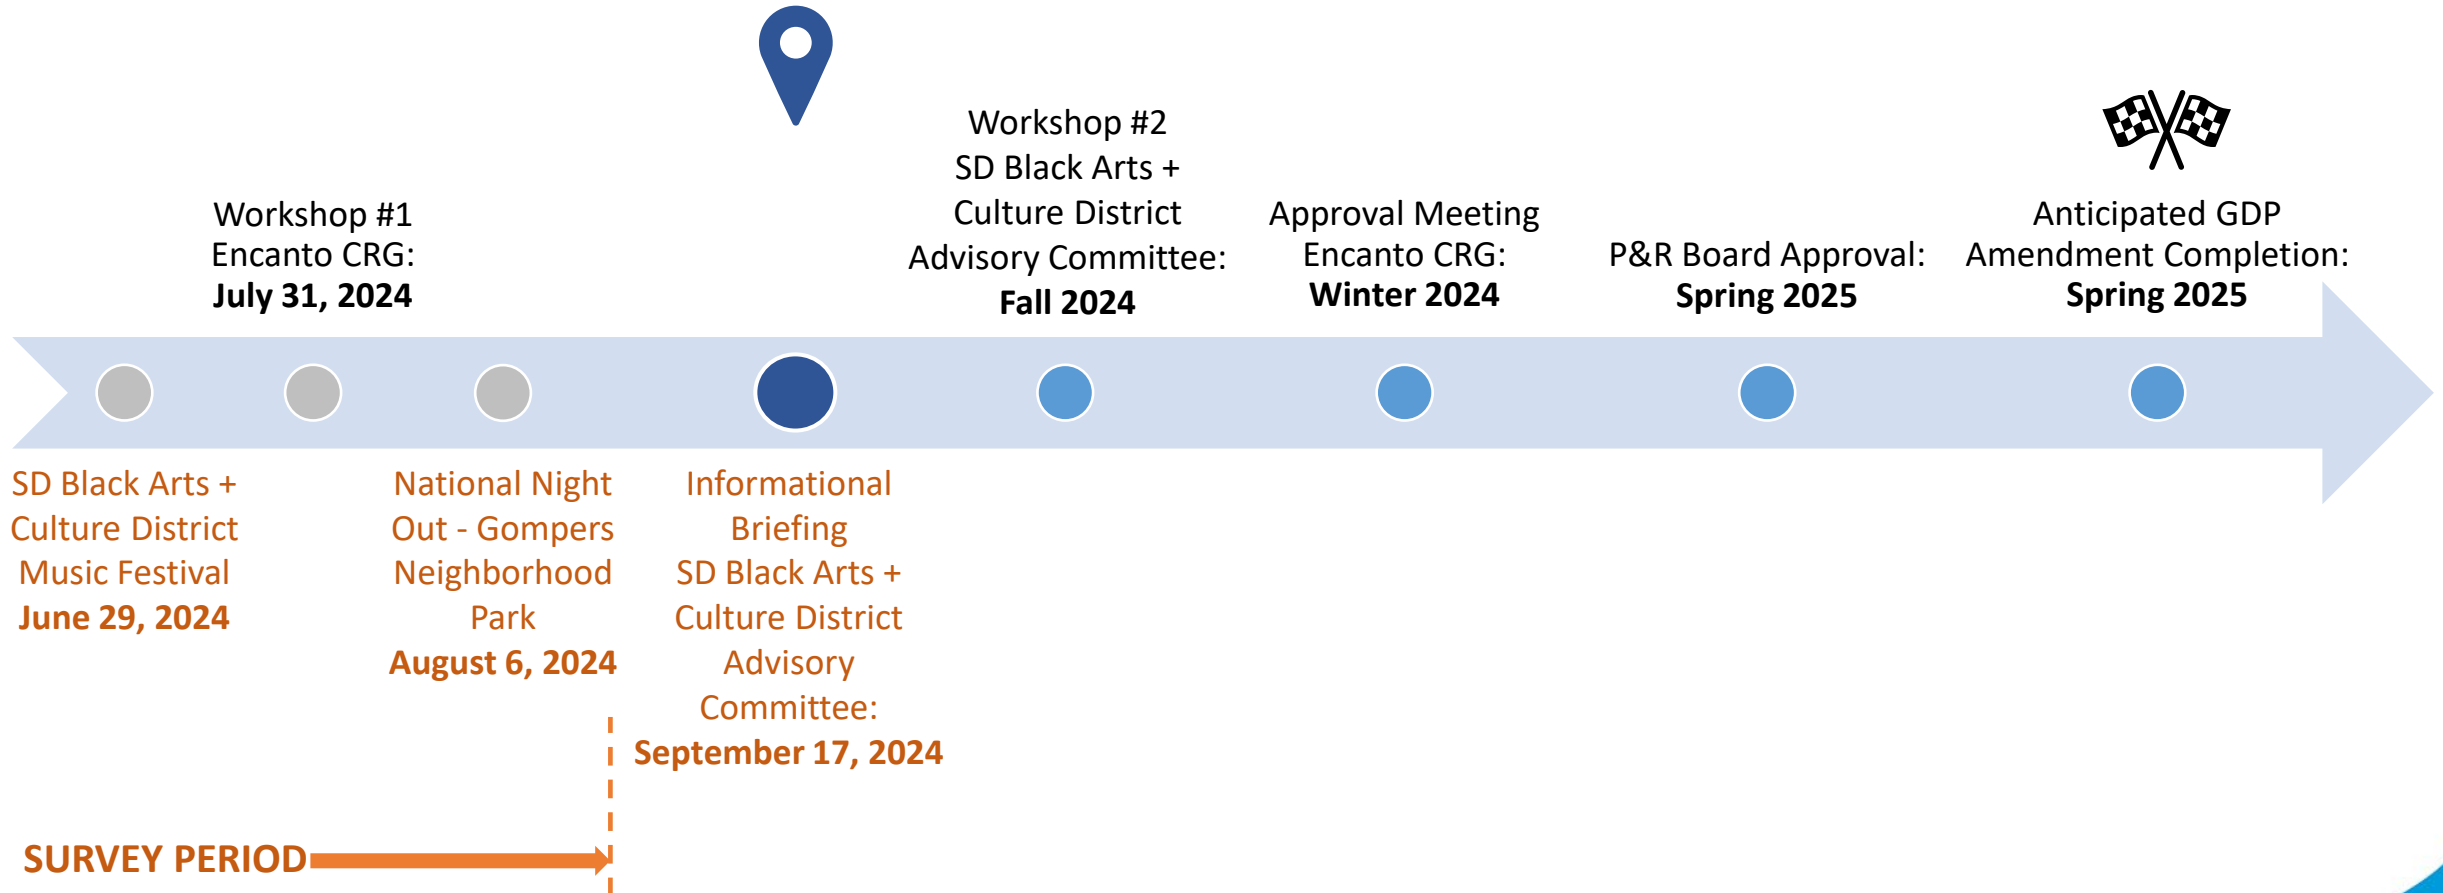 Workshop #1
Encanto CRG:
July 31, 2024
Workshop #2
SD Black Arts +
Culture District
Advisory Committee:
Fall 2024
Approval Meeting
Encanto CRG:
Winter 2024
P&R Board Approval:
Spring 2025
Anticipated GDP
Amendment Completion:
Spring 2025
SD Black Arts +
Culture District
Music Festival
June 29, 2024
National Night
Out - Gompers
Neighborhood
Park
August 6, 2024
Informational
Briefing
SD Black Arts +
Culture District
Advisory
Committee:
September 17, 2024
SURVEY PERIOD